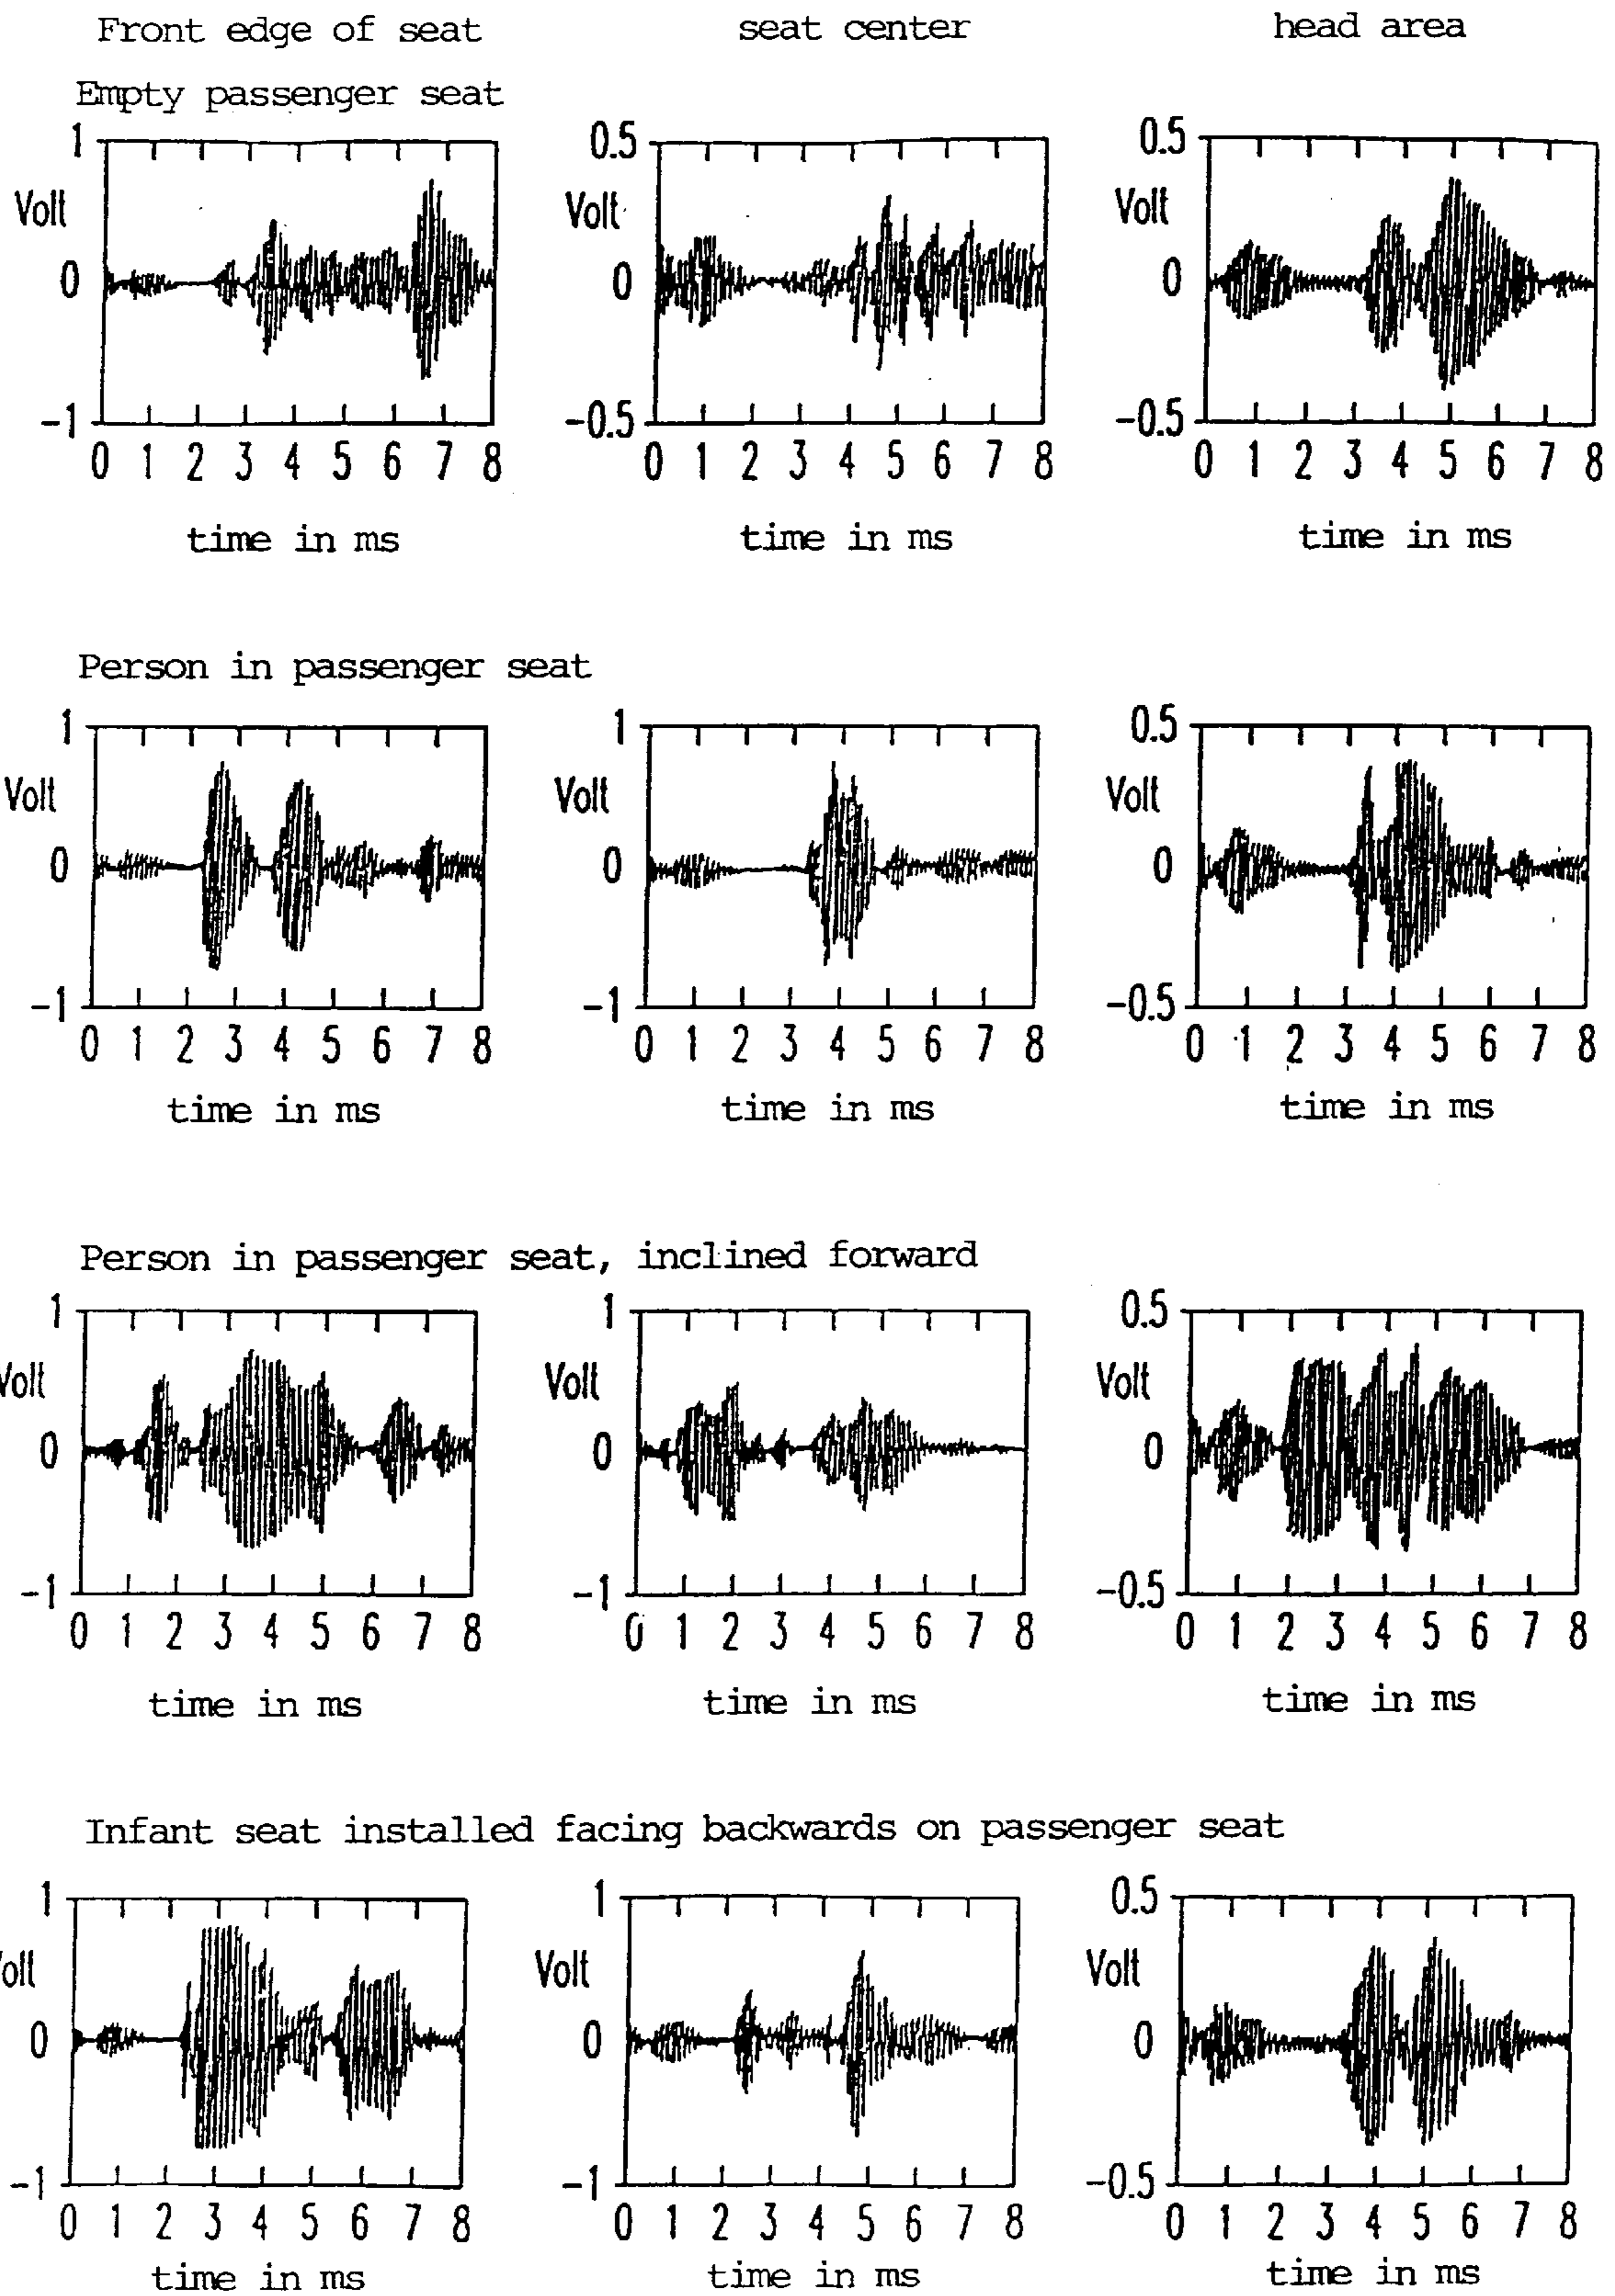 Front edge of seat seat center head area
Empty passenger seat
1 0.5 0.5
Volt Volt Volt
0 0 0
-1 -0.5 -0.5
0 1 2 3 4 5 6 7 8 0 1 2 3 4 5 6 7 8 0 1 2 3 4 5 6 7 8
time in ms time in ms time in ms
Person in passenger seat
1 1 0.5
Volt Volt Volt
0 0 0
-1 -1 -0.5
0 1 2 3 4 5 6 7 8 0 1 2 3 4 5 6 7 8 0 1 2 3 4 5 6 7 8
time in ms time in ms time in ms
Person in passenger seat, inclined forward
1 1 0.5
Volt Volt Volt
0 0 0
-1 -1 -0.5
0 1 2 3 4 5 6 7 8 0 1 2 3 4 5 6 7 8 0 1 2 3 4 5 6 7 8
time in ms time in ms time in ms
Infant seat installed facing backwards on passenger seat
1 1 0.5
Volt Volt Volt
0 0 0
-1 -1 -0.5
0 1 2 3 4 5 6 7 8 0 1 2 3 4 5 6 7 8 0 1 2 3 4 5 6 7 8
time in ms time in ms time in ms